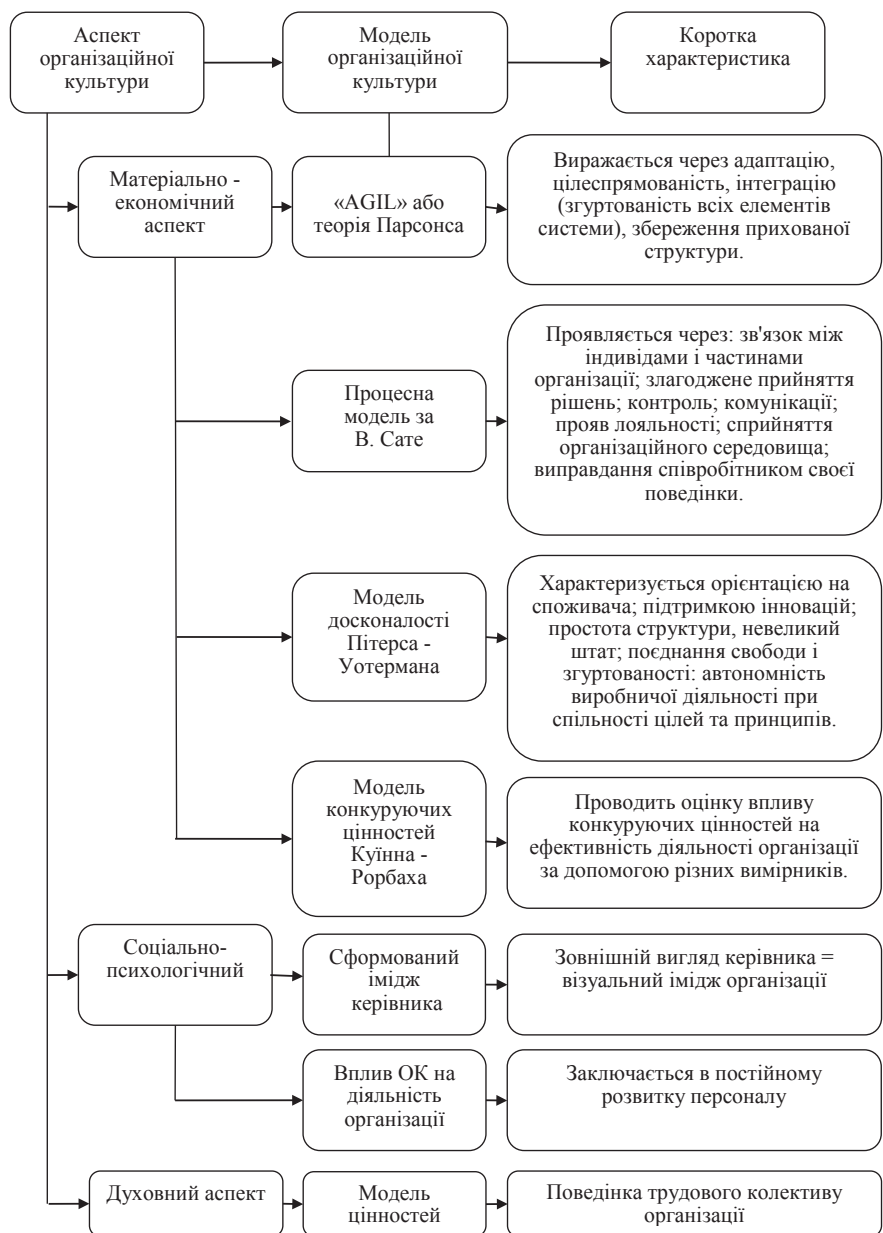 Аспект
організаційної
культури
Модель
організаційної
культури
Коротка
характеристика
Матеріально -
економічний
аспект
«AGIL» або
теорія Парсонса
Виражається через адаптацію,
цілеспрямованість, інтеграцію
(згуртованість всіх елементів
системи), збереження прихованої
структури.
Процесна
модель за
В. Сате
Проявляється через: зв'язок між
індивідами і частинами
організації; злагоджене прийняття
рішень; контроль; комунікації;
прояв лояльності; сприйняття
організаційного середовища;
виправдання співробітником своєї
поведінки.
Модель
досконалості
Пітерса -
Уотермана
Характеризується орієнтацією на
споживача; підтримкою інновацій;
простота структури, невеликий
штат; поєднання свободи і
згуртованості: автономність
виробничої діяльності при
спільності цілей та принципів.
Модель
конкуруючих
цінностей
Куїнна -
Рорбаха
Проводить оцінку впливу
конкуруючих цінностей на
ефективність діяльності організації
за допомогою різних вимірників.
Соціально-
психологічний
Сформований
імідж
керівника
Зовнішній вигляд керівника =
візуальний імідж організації
Вплив ОК на
діяльність
організації
Заключається в постійному
розвитку персоналу
Духовний аспект
Модель
цінностей
Поведінка трудового колективу
організації